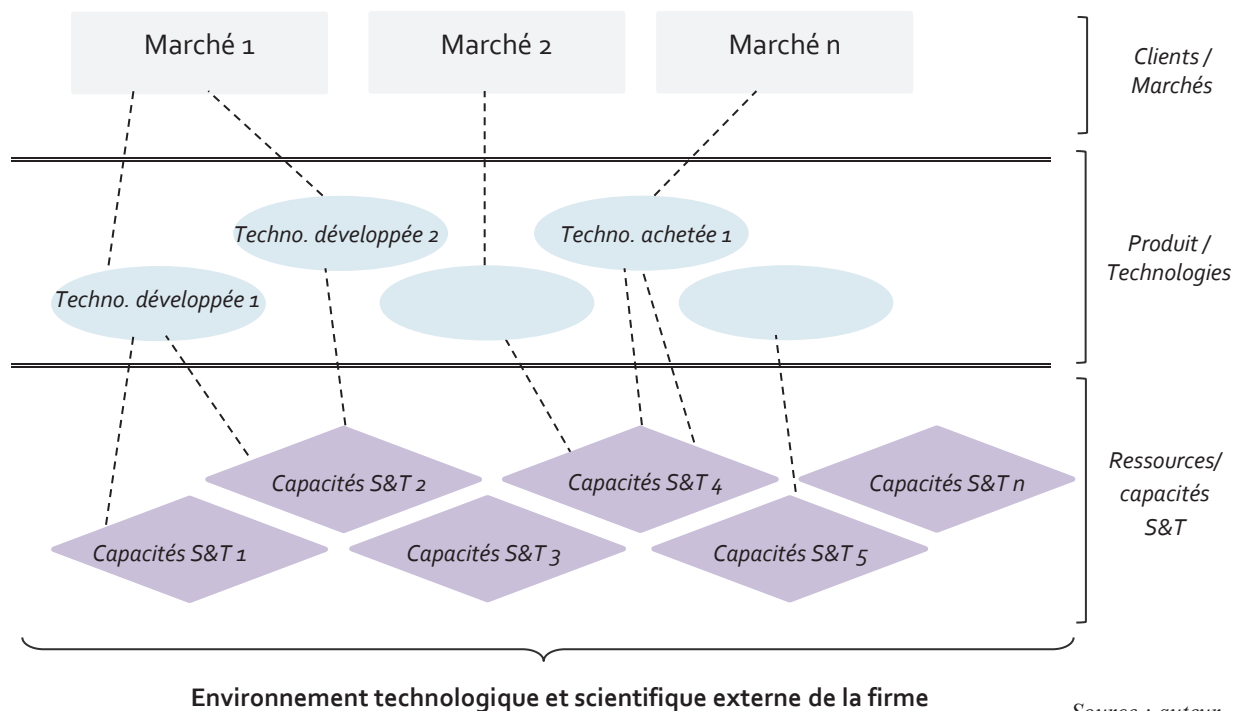 Marché 1
Marché 2
Marché n
Clients /
Marchés
Techno. développée 2
Techno. achetée 1
Techno. développée 1
Produit /
Technologies
Capacités S&T 2
Capacités S&T 4
Capacités S&T n
Capacités S&T 1
Capacités S&T 3
Capacités S&T 5
Ressources/
capacités
S&T
Environnement technologique et scientifique externe de la firme
Source : auteur